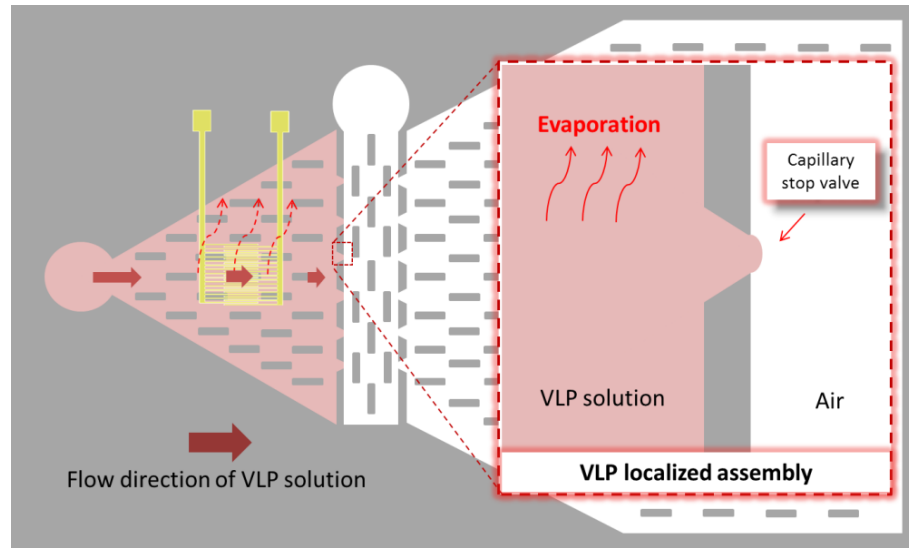 Evaporation
Capillary
stop valve
VLP solution
Air
VLP localized assembly
Flow direction of VLP solution